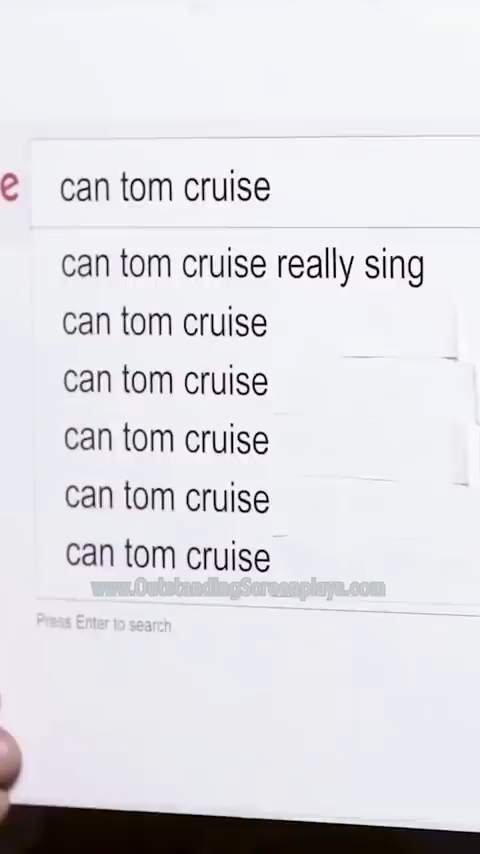 e can tom cruise
can tom cruise really sing
can tom cruise
can tom cruise
can tom cruise
can tom cruise
can tom cruise
www.OutstandingScreenplays.com
Press Enter to search